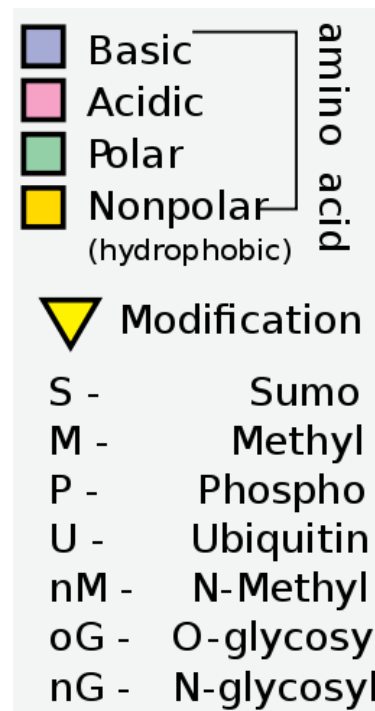 Basic
Acidic
Polar
Nonpolar
(hydrophobic)
amino acid
Modification
S - Sumo
M - Methyl
P - Phospho
U - Ubiquitin
nM - N-Methyl
oG - O-glycosy
nG - N-glycosyl